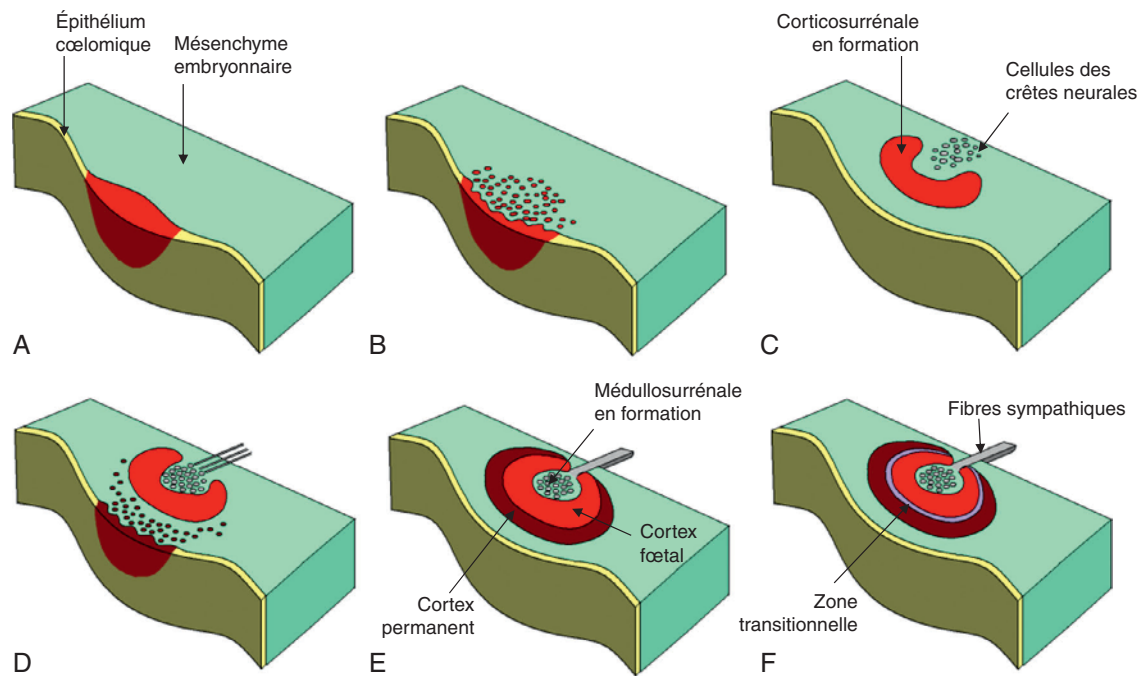 Épithélium
cœlomique
Mésenchyme
embryonnaire
A
B
Corticosurrénale
en formation
Cellules des
crêtes neurales
C
D
Médullosurrénale
en formation
Cortex
fœtal
Cortex
permanent
E
Fibres sympathiques
Zone
transitionnelle
F